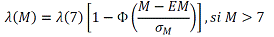 λ(M) = λ(7) [1 − Φ((M − EM)/σ_M)], si M > 7